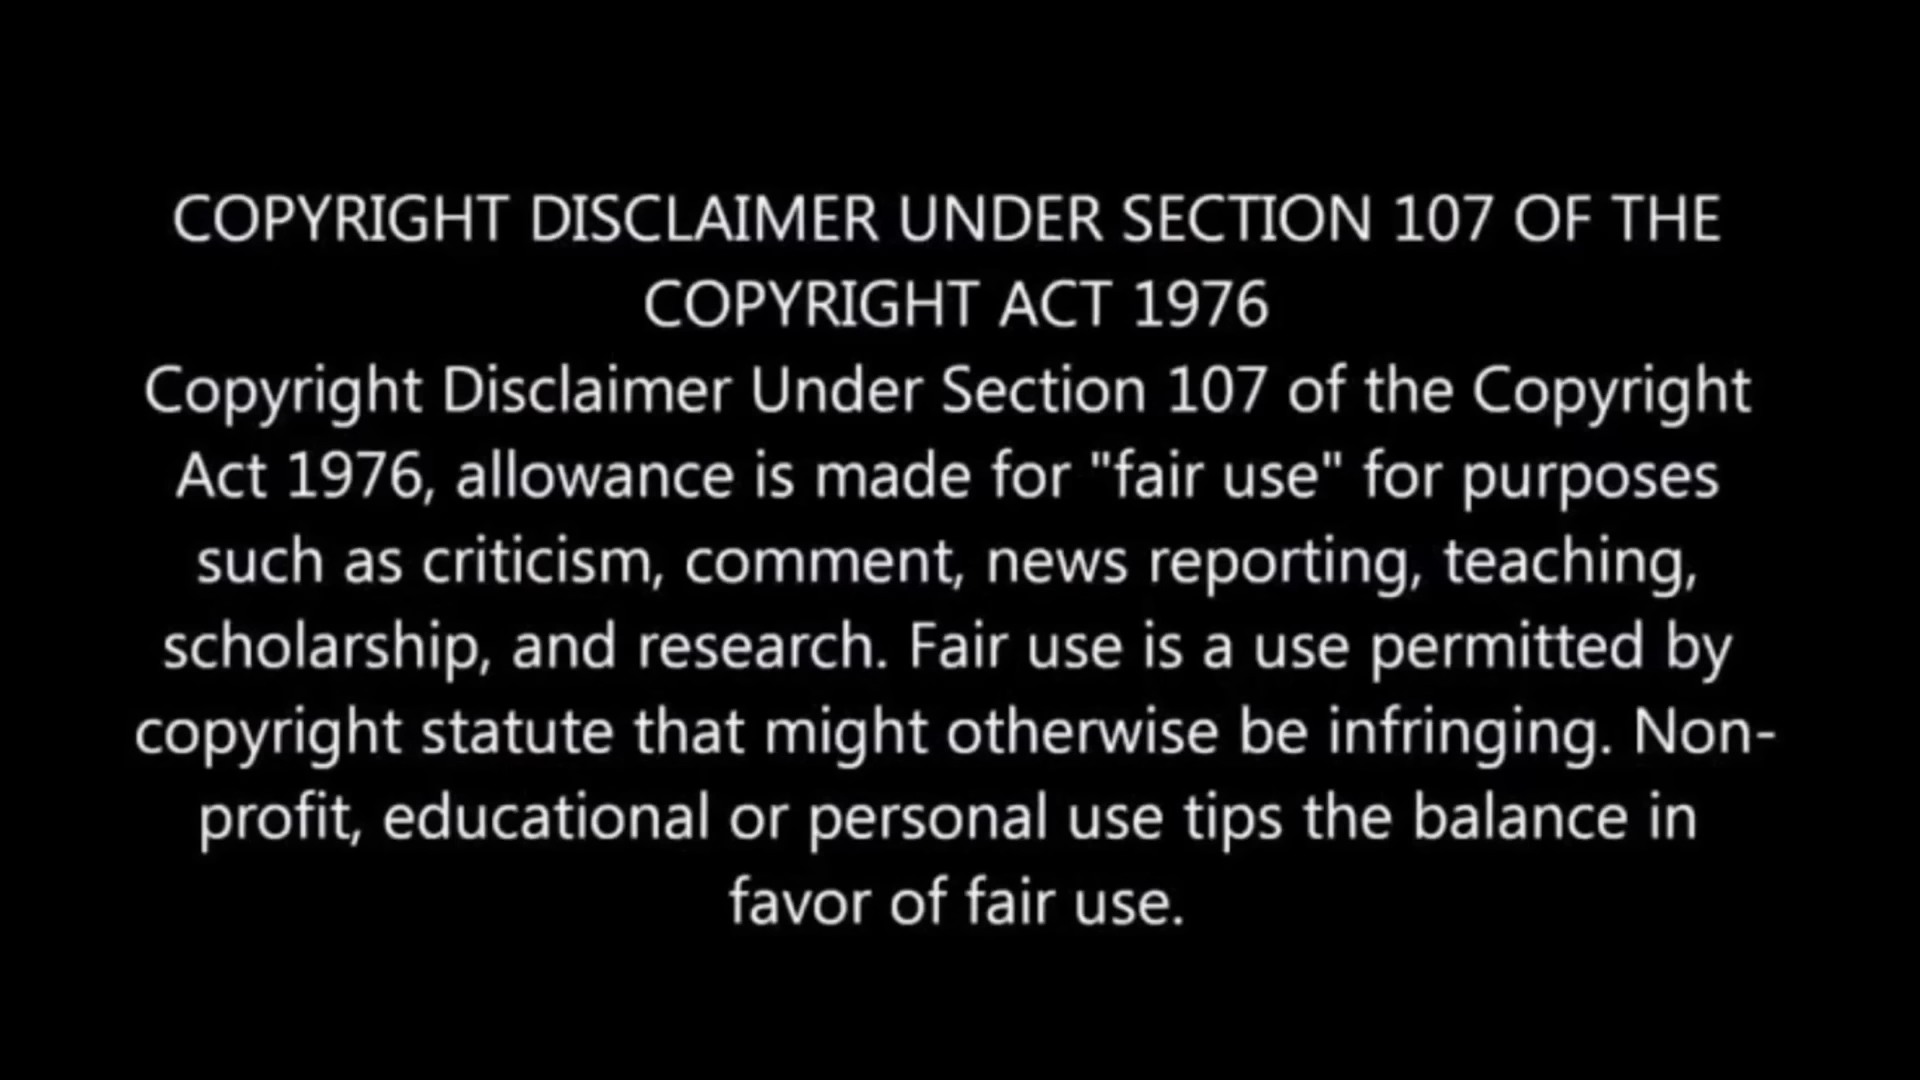 COPYRIGHT DISCLAIMER UNDER SECTION 107 OF THE
COPYRIGHT ACT 1976
Copyright Disclaimer Under Section 107 of the Copyright
Act 1976, allowance is made for "fair use" for purposes
such as criticism, comment, news reporting, teaching,
scholarship, and research. Fair use is a use permitted by
copyright statute that might otherwise be infringing. Non-
profit, educational or personal use tips the balance in
favor of fair use.